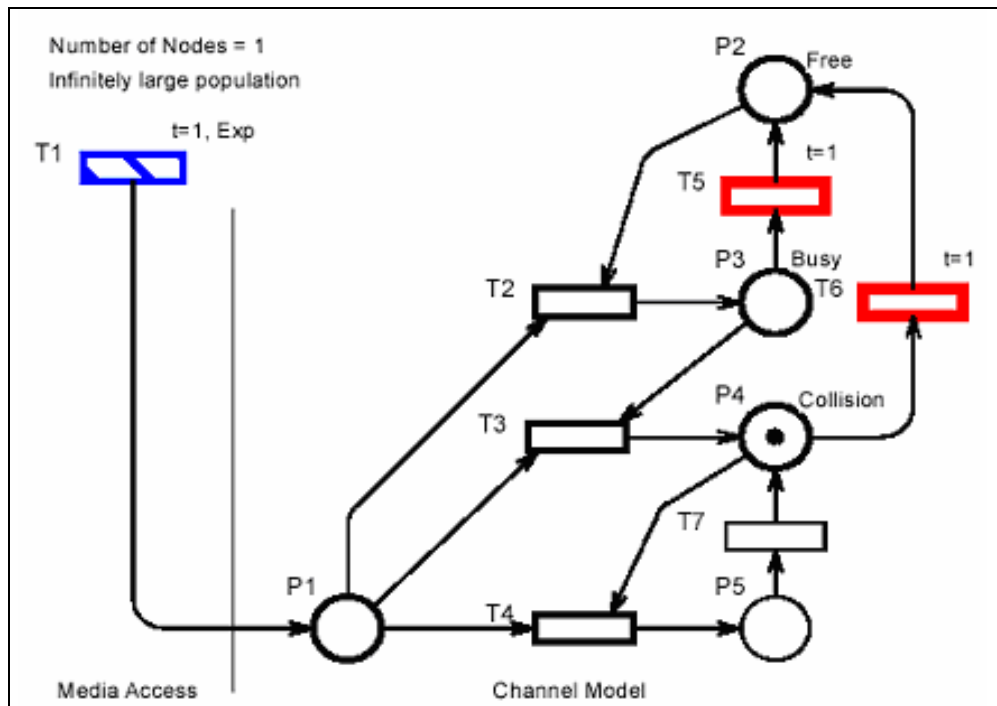 Number of Nodes = 1
Infinitely large population
P2
Free
T1
t=1, Exp
t=1
T5
P3
Busy
t=1
T2
T6
P4
Collision
T3
T7
P1
P5
T4
Media Access
Channel Model